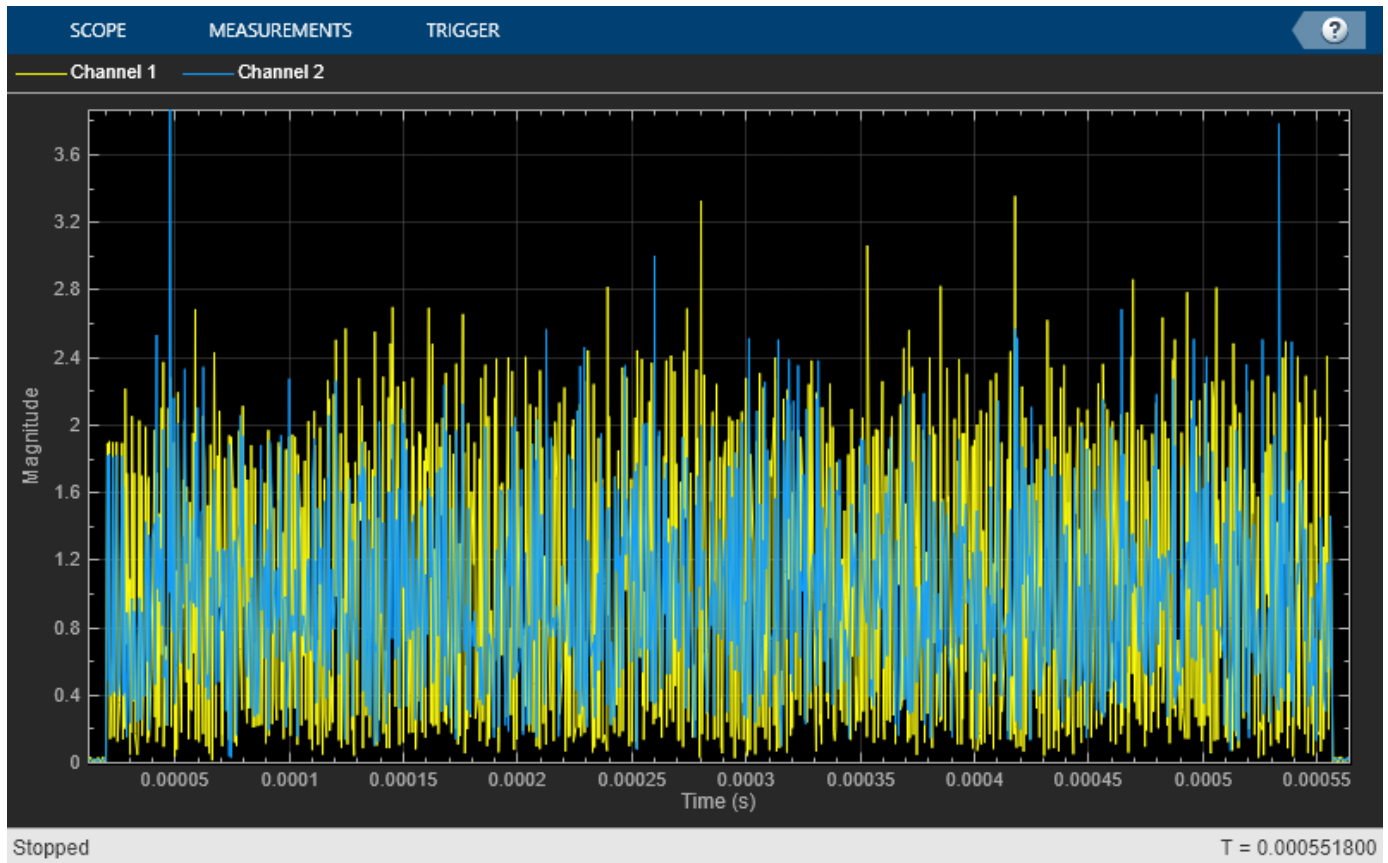 SCOPE MEASUREMENTS TRIGGER ?
Channel 1 Channel 2
3.6
3.2
2.8
2.4
2
1.6
1.2
0.8
0.4
0
Magnitude
0.00005 0.0001 0.00015 0.0002 0.00025 0.0003 0.00035 0.0004 0.00045 0.0005 0.00055
Time (s)
Stopped T = 0.000551800